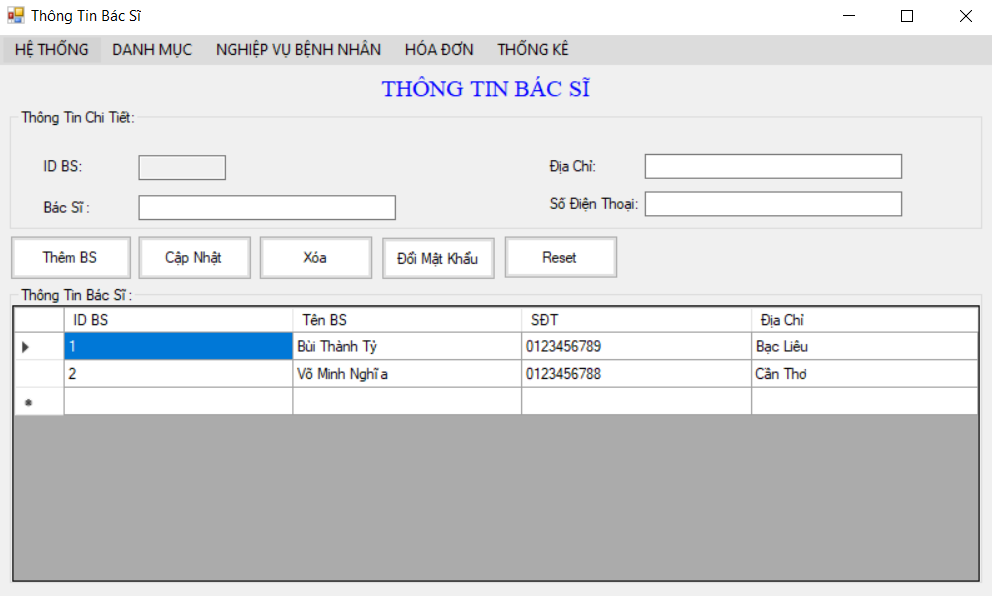 Thông Tin Bác Sĩ
HỆ THỐNG DANH MỤC NGHIỆP VỤ BỆNH NHÂN HÓA ĐƠN THỐNG KÊ
THÔNG TIN BÁC SĨ
Thông Tin Chi Tiết:
ID BS: Địa Chỉ:
Bác Sĩ : Số Điện Thoại:
Thêm BS Cập Nhật Xóa Đổi Mật Khẩu Reset
Thông Tin Bác Sĩ :
ID BS Tên BS SĐT Địa Chỉ
1 Bùi Thành Tỷ 0123456789 Bạc Liêu
2 Võ Minh Nghĩa 0123456788 Cần Thơ